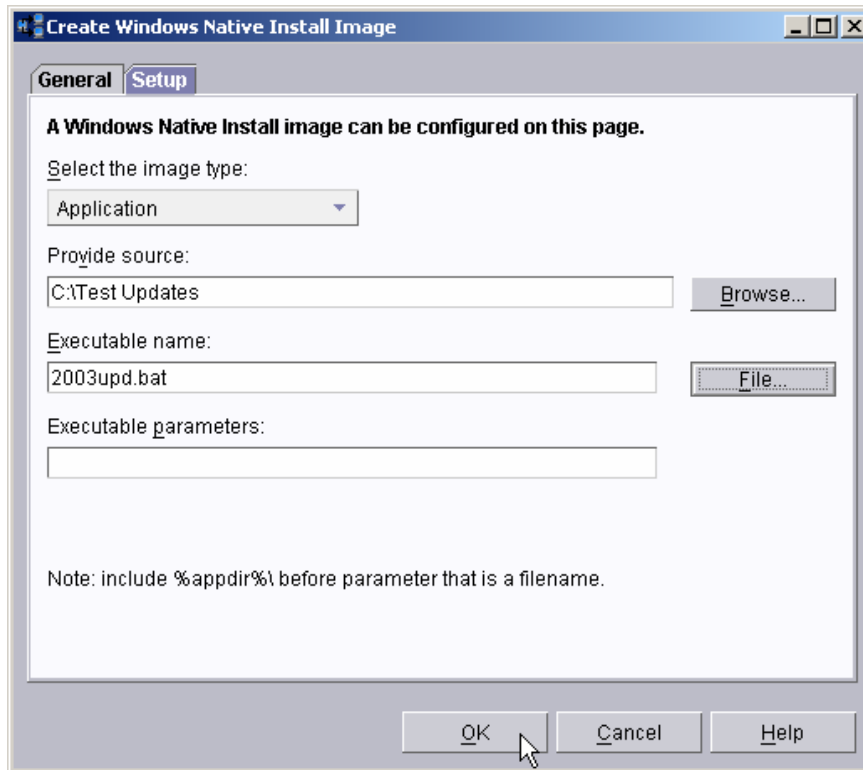 Create Windows Native Install Image
General Setup
A Windows Native Install image can be configured on this page.
Select the image type:
Application
Provide source:
C:\Test Updates
Browse...
Executable name:
2003upd.bat
File...
Executable parameters:
Note: include %appdir%\ before parameter that is a filename.
OK Cancel Help